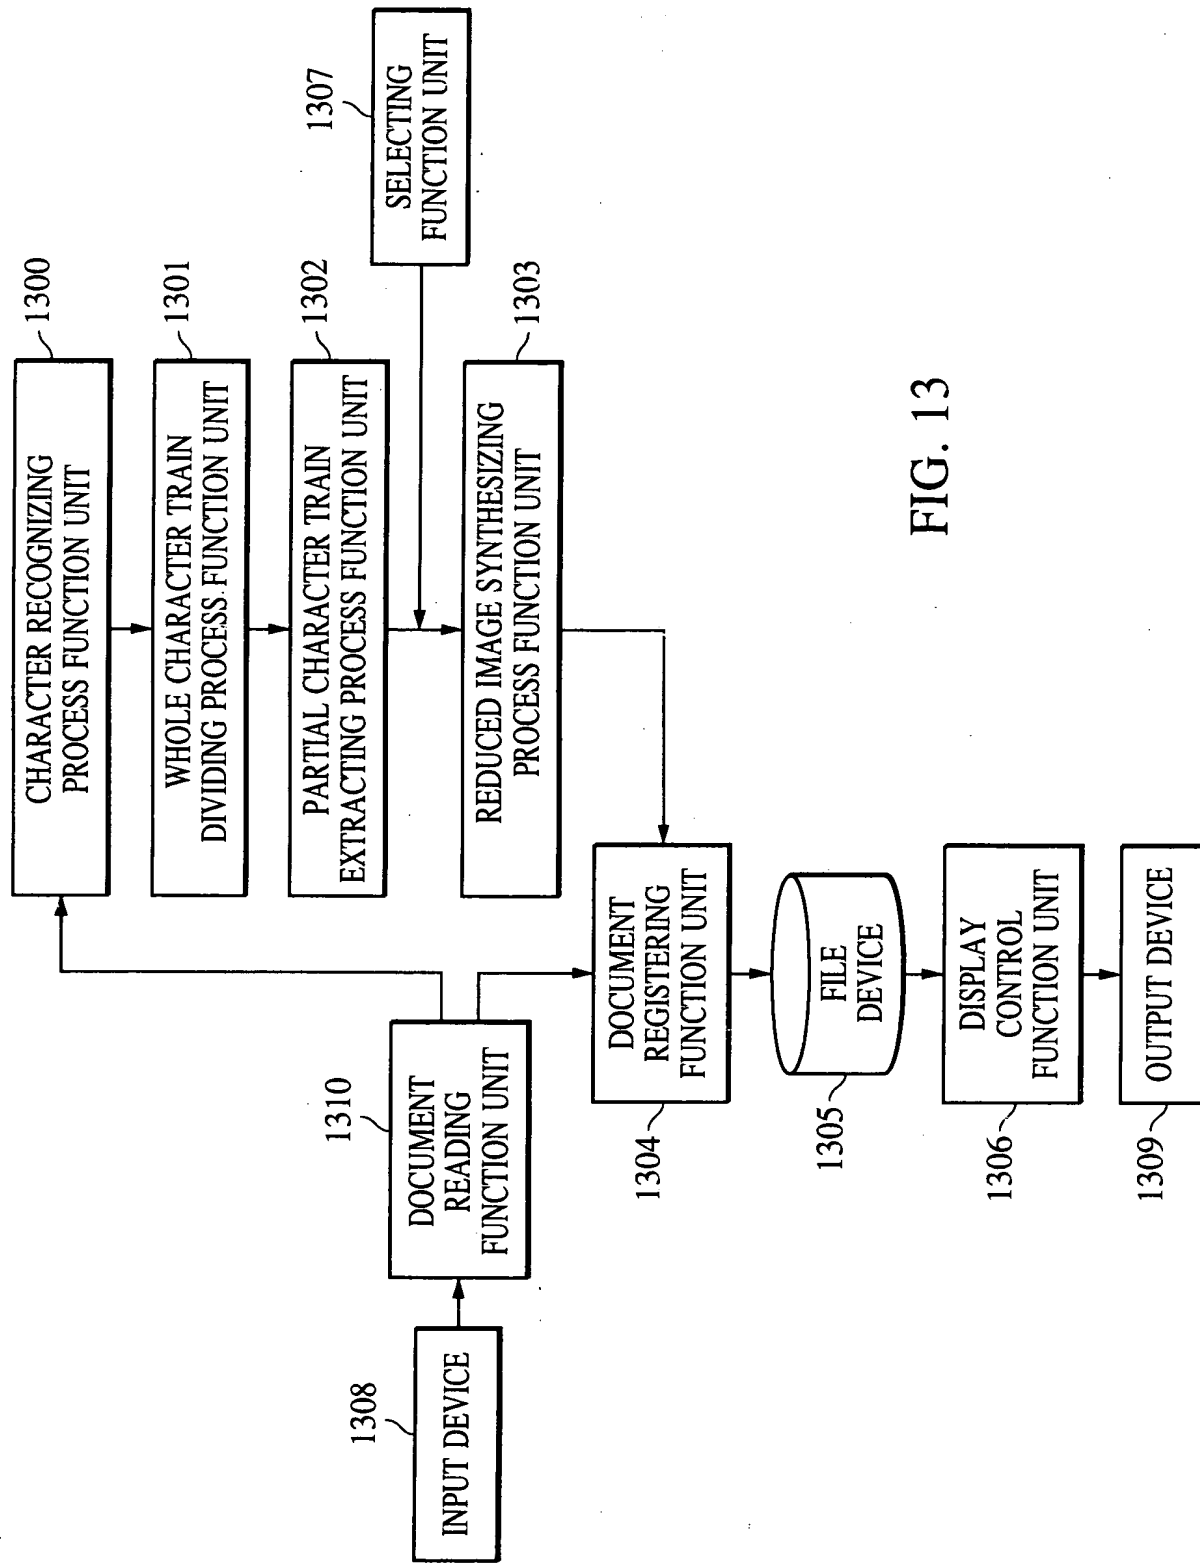 1300
CHARACTER RECOGNIZING
PROCESS FUNCTION UNIT
1301
WHOLE CHARACTER TRAIN
DIVIDING PROCESS FUNCTION UNIT
1302
PARTIAL CHARACTER TRAIN
EXTRACTING PROCESS FUNCTION UNIT
1307
SELECTING
FUNCTION UNIT
1303
REDUCED IMAGE SYNTHESIZING
PROCESS FUNCTION UNIT
1308
INPUT DEVICE
1310
DOCUMENT
READING
FUNCTION UNIT
DOCUMENT
REGISTERING
FUNCTION UNIT
1304
FILE
DEVICE
1305
DISPLAY
CONTROL
FUNCTION UNIT
1306
OUTPUT DEVICE
1309
FIG. 13